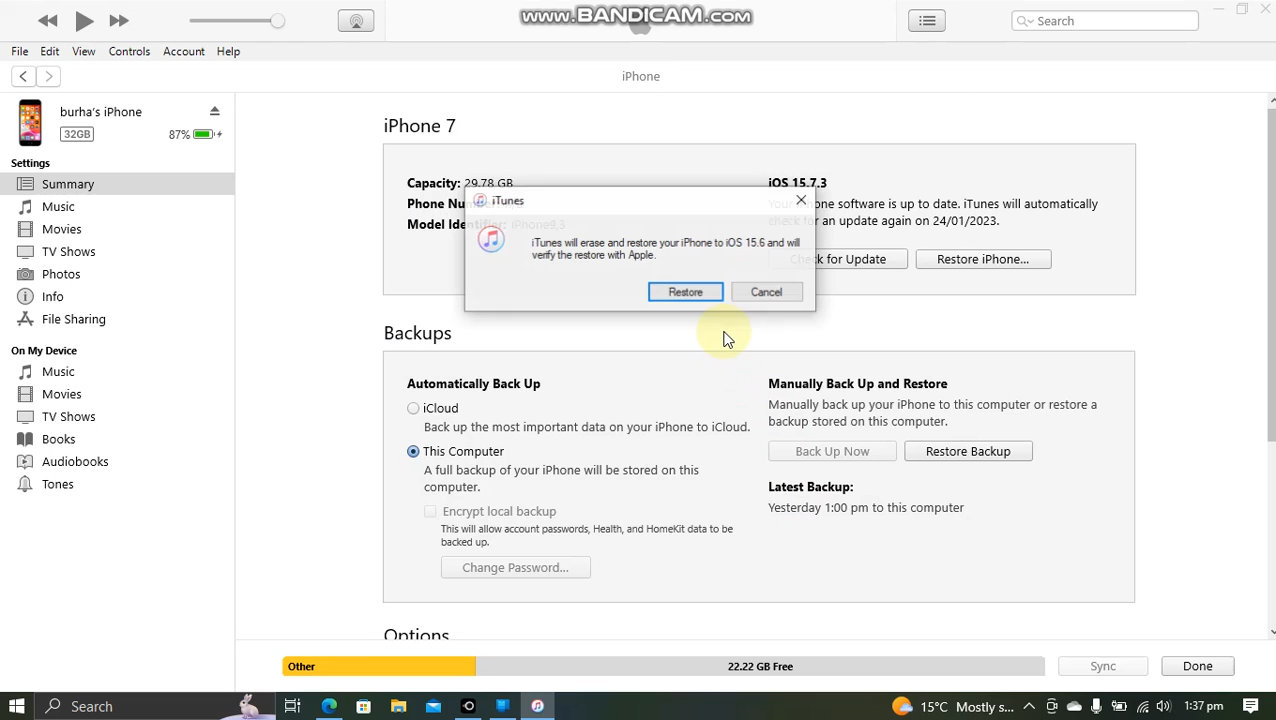 www.BANDICAM.com
Search
File Edit View Controls Account Help
iPhone
burha's iPhone
32GB 87%
Settings
Summary
Music
Movies
TV Shows
Photos
Info
File Sharing
On My Device
Music
Movies
TV Shows
Books
Audiobooks
Tones
iPhone 7
Capacity: 29.78 GB
Phone Nu
Model Identifier: iPhone9,3
iOS 15.7.3
Your phone software is up to date. iTunes will automatically
check for an update again on 24/01/2023.
Check for Update Restore iPhone...
iTunes
iTunes will erase and restore your iPhone to iOS 15.6 and will
verify the restore with Apple.
Restore Cancel
Backups
Automatically Back Up
iCloud
Back up the most important data on your iPhone to iCloud.
This Computer
A full backup of your iPhone will be stored on this
computer.
Encrypt local backup
This will allow account passwords, Health, and HomeKit data to be
backed up.
Change Password...
Manually Back Up and Restore
Manually back up your iPhone to this computer or restore a
backup stored on this computer.
Back Up Now Restore Backup
Latest Backup:
Yesterday 1:00 pm to this computer
Options
Other 22.22 GB Free Sync Done
Search 15°C Mostly s... 1:37 pm